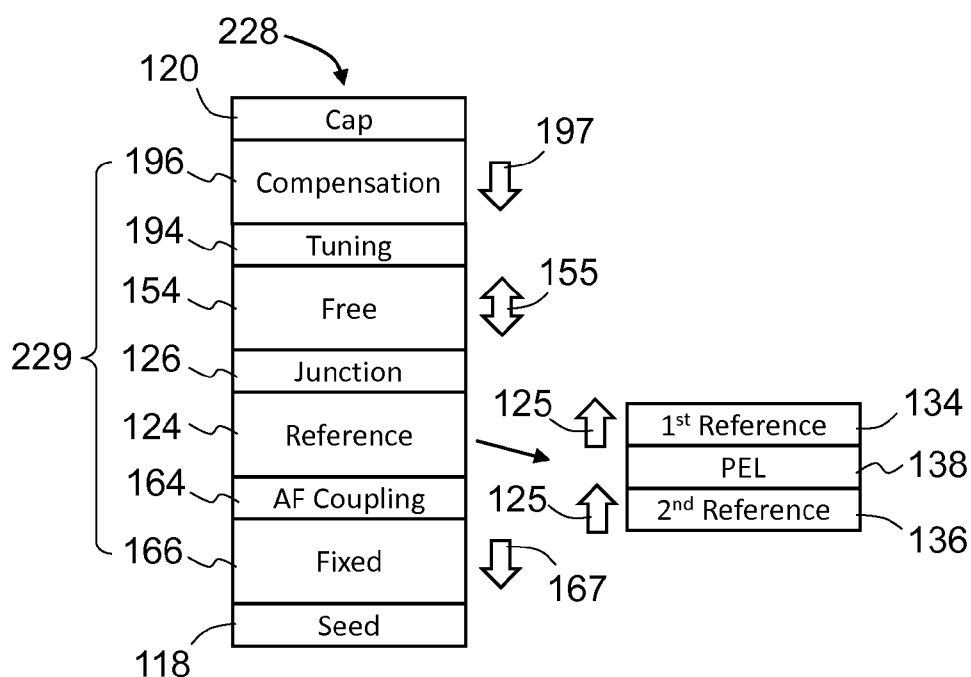 228
120
Cap
197
196
Compensation
194
Tuning
155
154
Free
229
126
Junction
125
1st Reference
134
124
Reference
PEL
138
164
AF Coupling
125
2nd Reference
136
166
Fixed
167
118
Seed